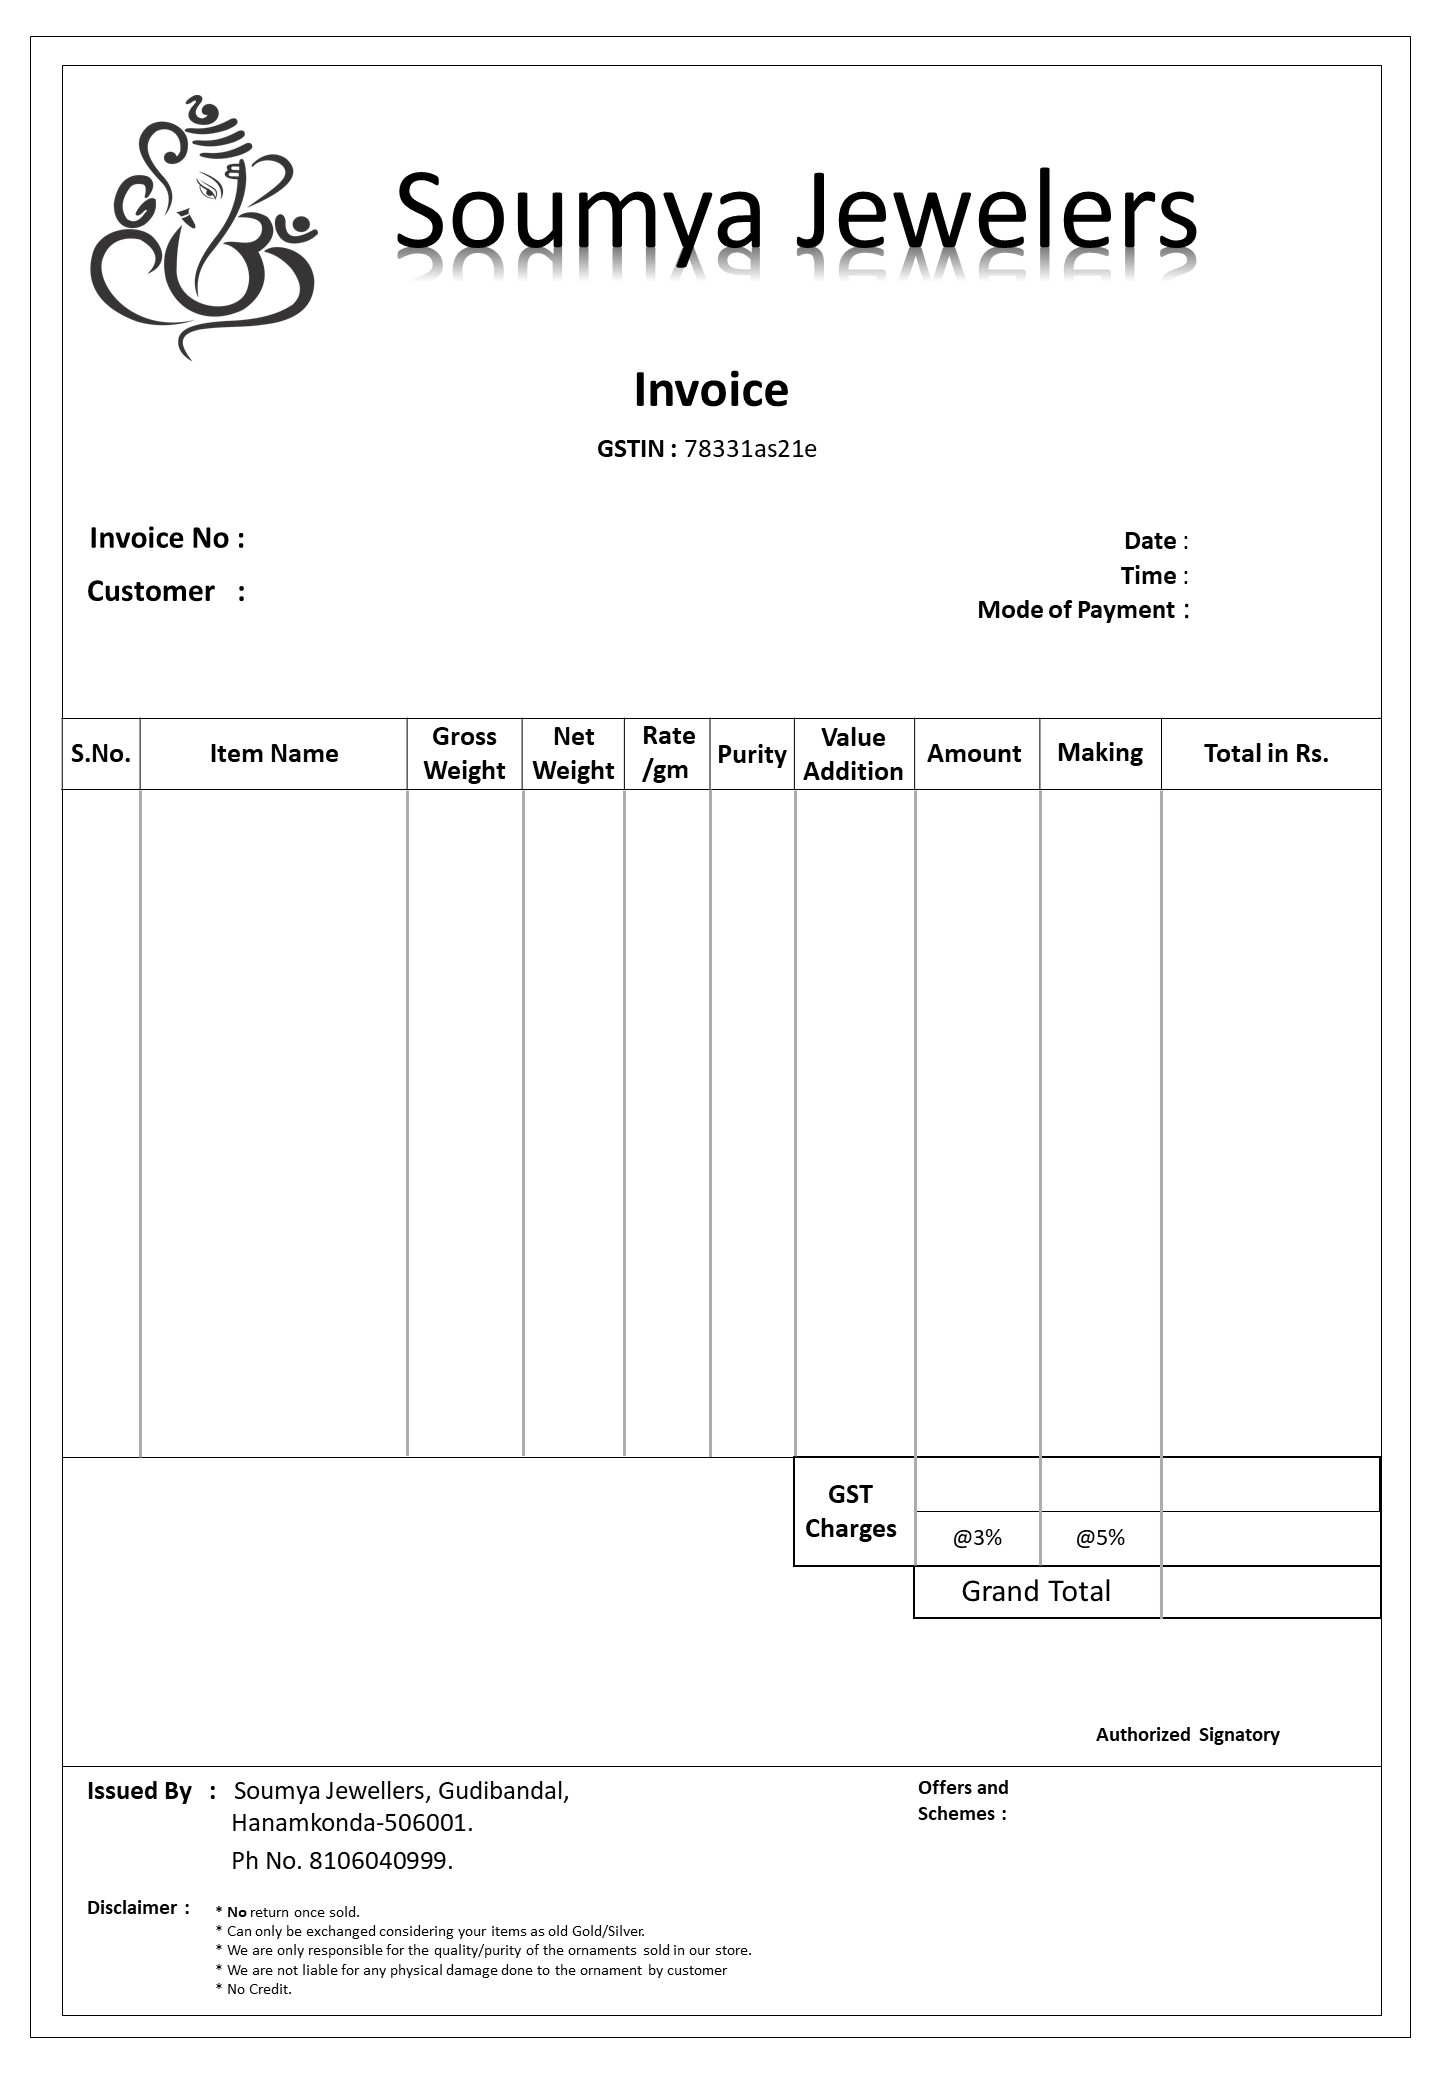 Soumya Jewelers
Invoice
GSTIN : 78331as21e
Invoice No :
Customer :
Date :
Time :
Mode of Payment :
S.No. Item Name Gross Weight Net Weight Rate /gm Purity Value Addition Amount Making Total in Rs.
GST Charges
@3% @5%
Grand Total
Authorized Signatory
Issued By : Soumya Jewellers, Gudibandal,
Hanamkonda-506001.
Ph No. 8106040999.
Offers and
Schemes :
Disclaimer :
* No return once sold.
* Can only be exchanged considering your items as old Gold/Silver.
* We are only responsible for the quality/purity of the ornaments sold in our store.
* We are not liable for any physical damage done to the ornament by customer
* No Credit.